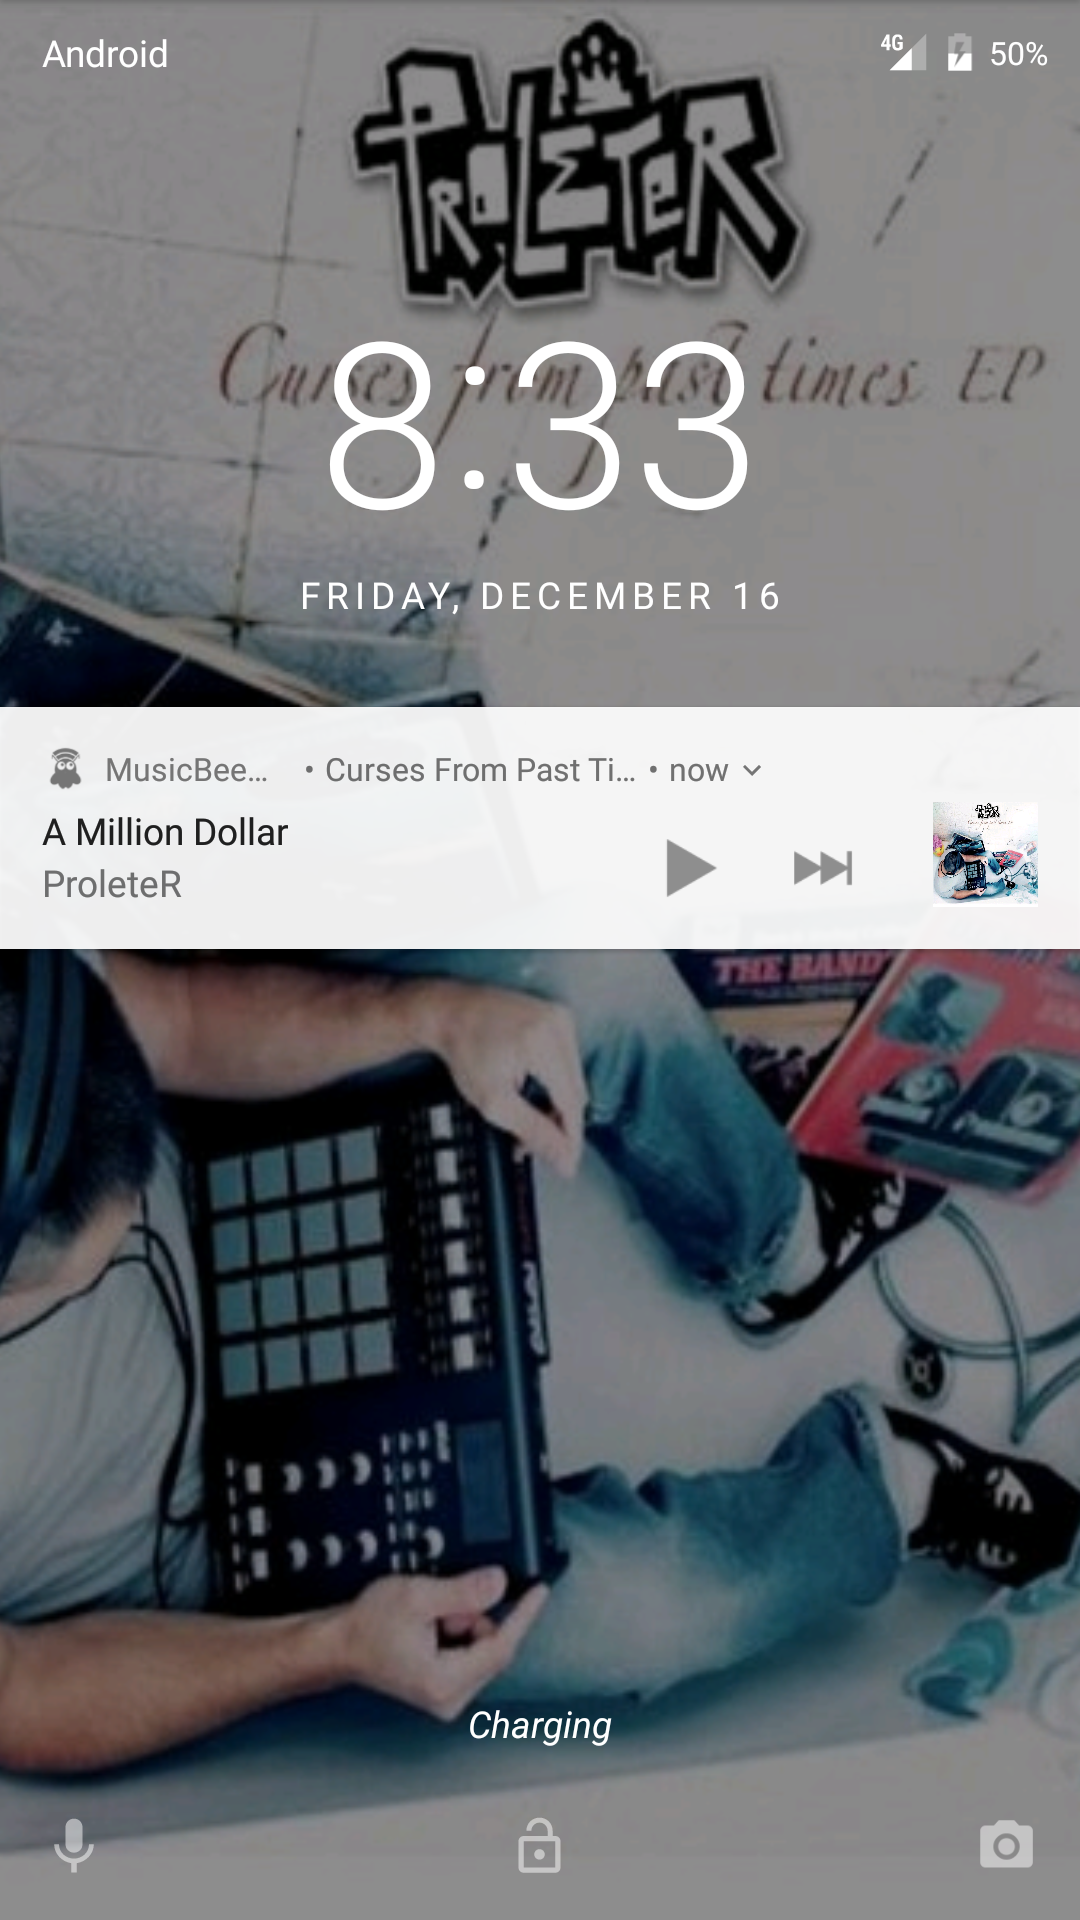 Android
4G
50%
PROLETER
Curses from past times EP
8:33
FRIDAY, DECEMBER 16
MusicBee… • Curses From Past Ti… • now
A Million Dollar
ProleteR
THE BAND
Charging